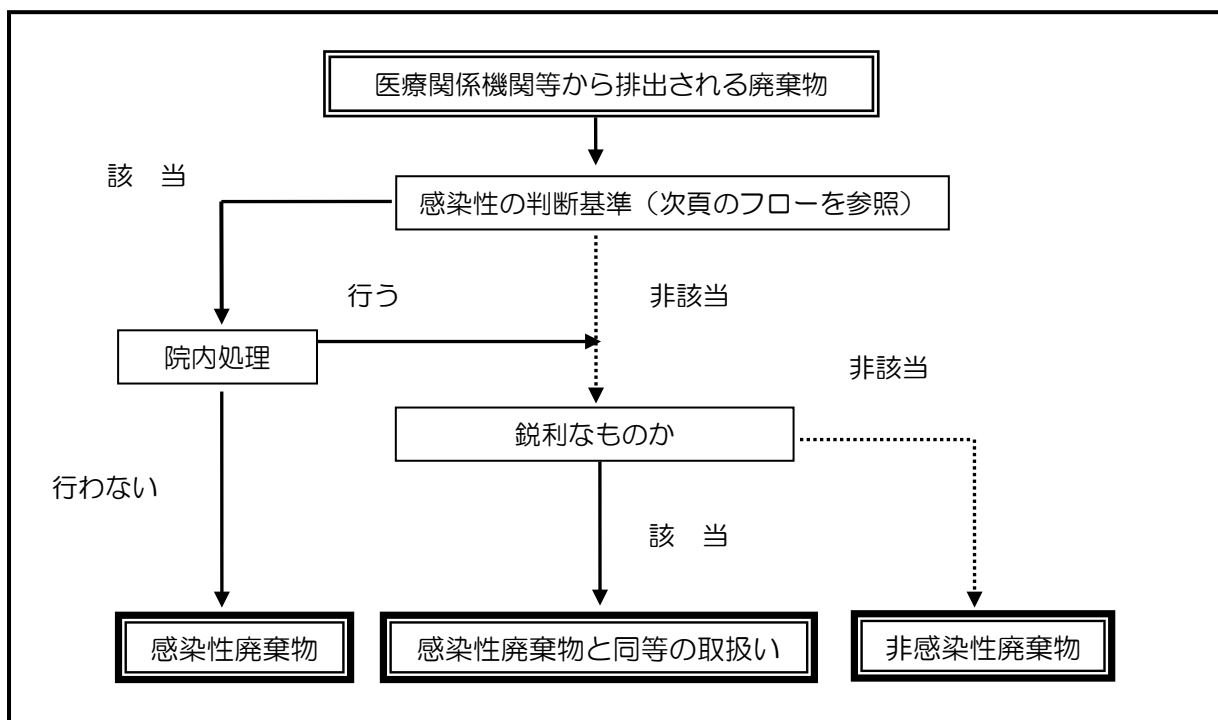 医療関係機関等から排出される廃棄物
該　当
感染性の判断基準（次頁のフローを参照）
行う
非該当
院内処理
非該当
鋭利なものか
行わない
該　当
感染性廃棄物
感染性廃棄物と同等の取扱い
非感染性廃棄物